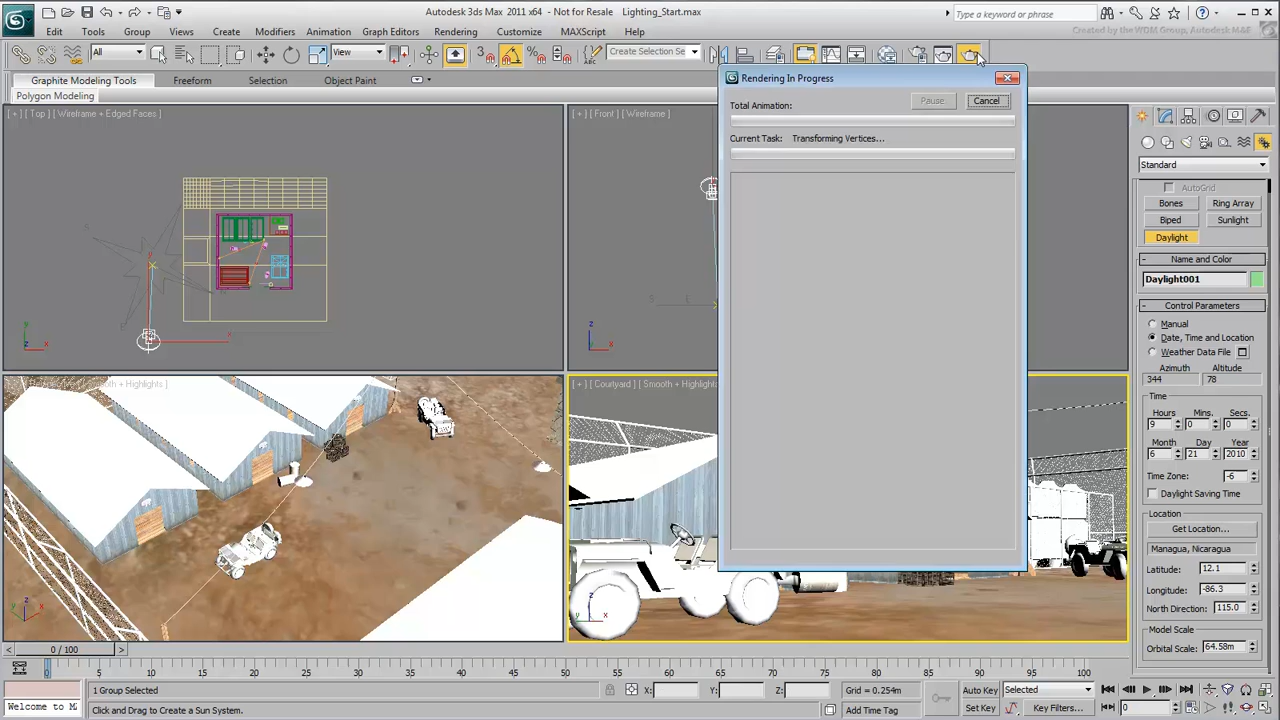 Autodesk 3ds Max 2011 x64 - Not for Resale Lighting_Start.max
Type a keyword or phrase
Edit Tools Group Views Create Modifiers Animation Graph Editors Rendering Customize MAXScript Help
Created exclusively by the WDM Group, Autodesk M&E
All View Create Selection Se
Graphite Modeling Tools Freeform Selection Object Paint
Polygon Modeling
[ + ] [ Top ] [ Wireframe + Edged Faces ]
[ + ] [ Front ] [ Wireframe ]
Rendering In Progress
Total Animation:
Pause
Cancel
Current Task: Transforming Vertices...
[ + ] [ Courtyard ] [ Smooth + Highlights
Standard
AutoGrid
Bones Ring Array
Biped Sunlight
Daylight
Name and Color
Daylight001
Control Parameters
Manual
Date, Time and Location
Weather Data File
Azimuth Altitude
344 78
Time
Hours Mins. Secs.
9 0 0
Month Day Year
6 21 2010
Time Zone: -6
Daylight Saving Time
Location
Get Location...
Managua, Nicaragua
Latitude: 12.1
Longitude: -86.3
North Direction: 115.0
Model Scale
Orbital Scale: 64.58m
0 / 100
0 5 10 15 20 25 30 35 40 45 50 55 60 65 70 75 80 85 90 95 100
1 Group Selected
X: Y: Z: Grid = 0.254m
Auto Key Selected
Welcome to M
Click and Drag to Create a Sun System.
Add Time Tag
Set Key Key Filters...
0